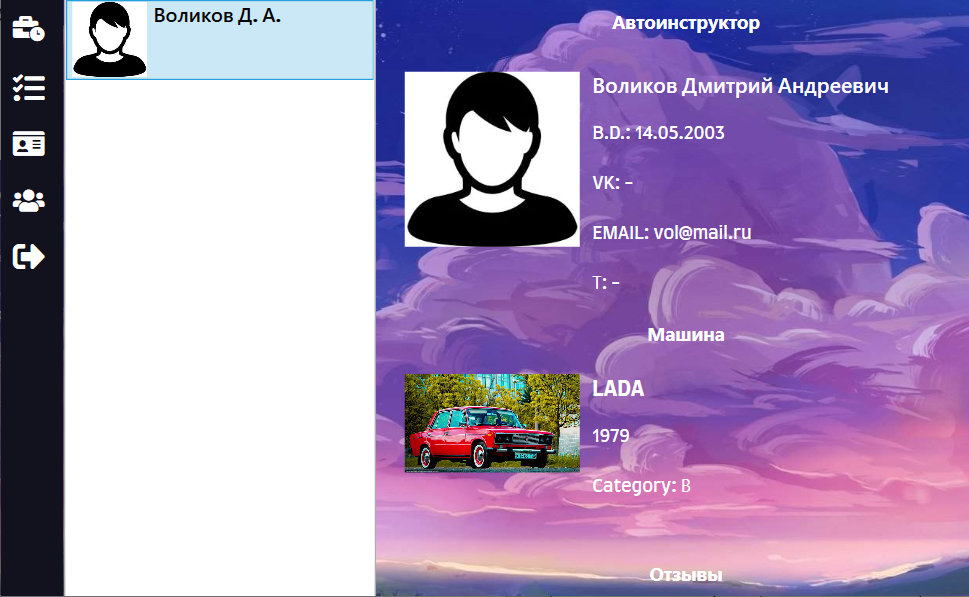 Воликов Д. А.
Автоинструктор
Воликов Дмитрий Андреевич
B.D.: 14.05.2003
VK: -
EMAIL: vol@mail.ru
T: -
Машина
LADA
1979
Category: B
Отзывы